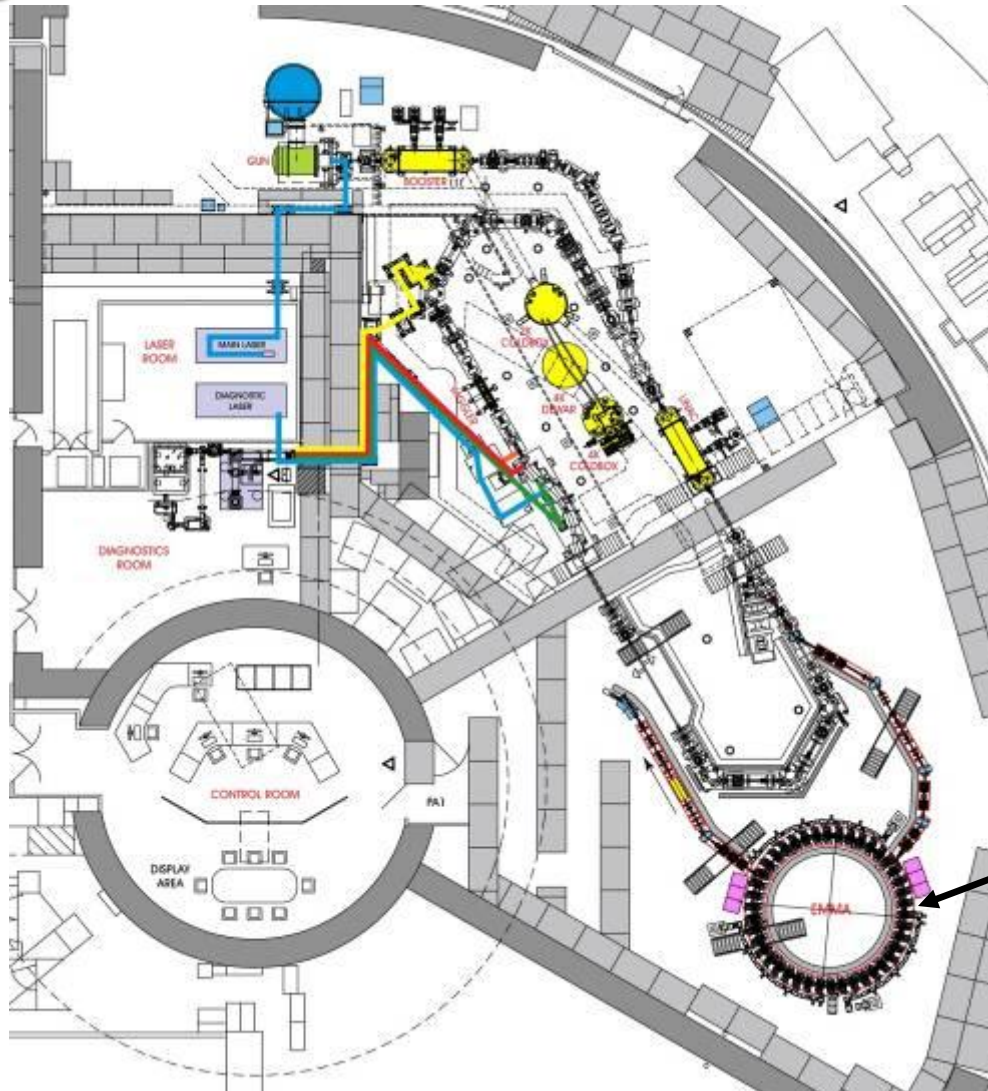 GUN
BOOSTER
LASER
ROOM
MAIN LASER
DIAGNOSTIC
LASER
2K
COLDBOX
4K
DEWAR
4K
COLDBOX
LINAC
DIAGNOSTICS
ROOM
CONTROL ROOM
PA1
DISPLAY
AREA
EMMA